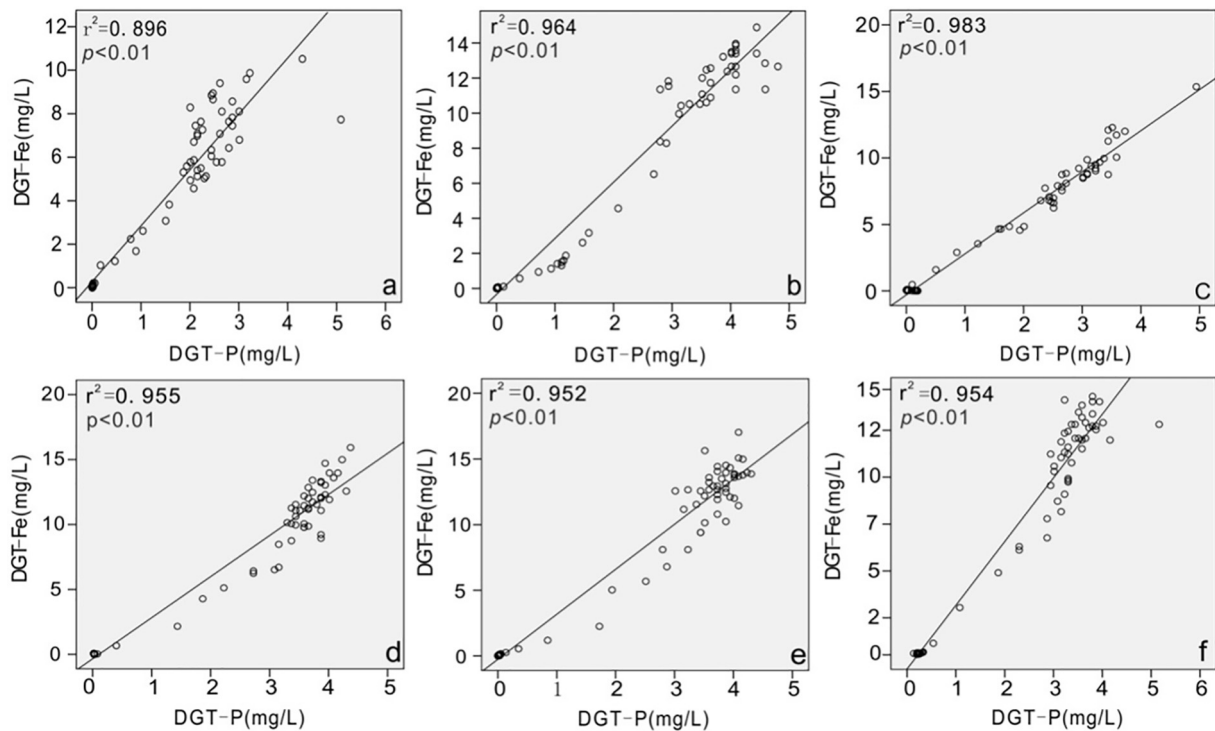 r²=0.896
p<0.01
12
10
8
6
4
2
0
DGT-Fe(mg/L)
a
0 1 2 3 4 5 6
DGT-P(mg/L)
r²=0.964
p<0.01
14
12
10
8
6
4
2
0
DGT-Fe(mg/L)
b
0 1 2 3 4 5
DGT-P(mg/L)
r²=0.983
p<0.01
20
15
10
5
0
DGT-Fe(mg/L)
c
0 1 2 3 4 5
DGT-P(mg/L)
r²=0.955
p<0.01
20
15
10
5
0
DGT-Fe(mg/L)
d
0 1 2 3 4 5
DGT-P(mg/L)
r²=0.952
p<0.01
20
15
10
5
0
DGT-Fe(mg/L)
e
0 1 2 3 4 5
DGT-P(mg/L)
r²=0.954
p<0.01
15
12
10
7
5
2
0
DGT-Fe(mg/L)
f
0 1 2 3 4 5 6
DGT-P(mg/L)